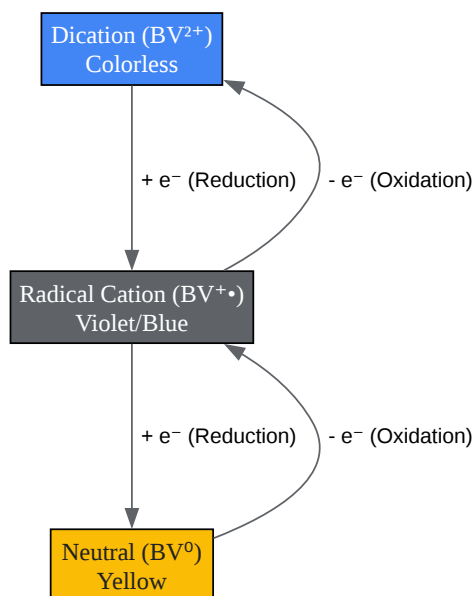 Dication (BV²⁺)
Colorless
+ e⁻ (Reduction)
- e⁻ (Oxidation)
Radical Cation (BV⁺•)
Violet/Blue
+ e⁻ (Reduction)
- e⁻ (Oxidation)
Neutral (BV⁰)
Yellow